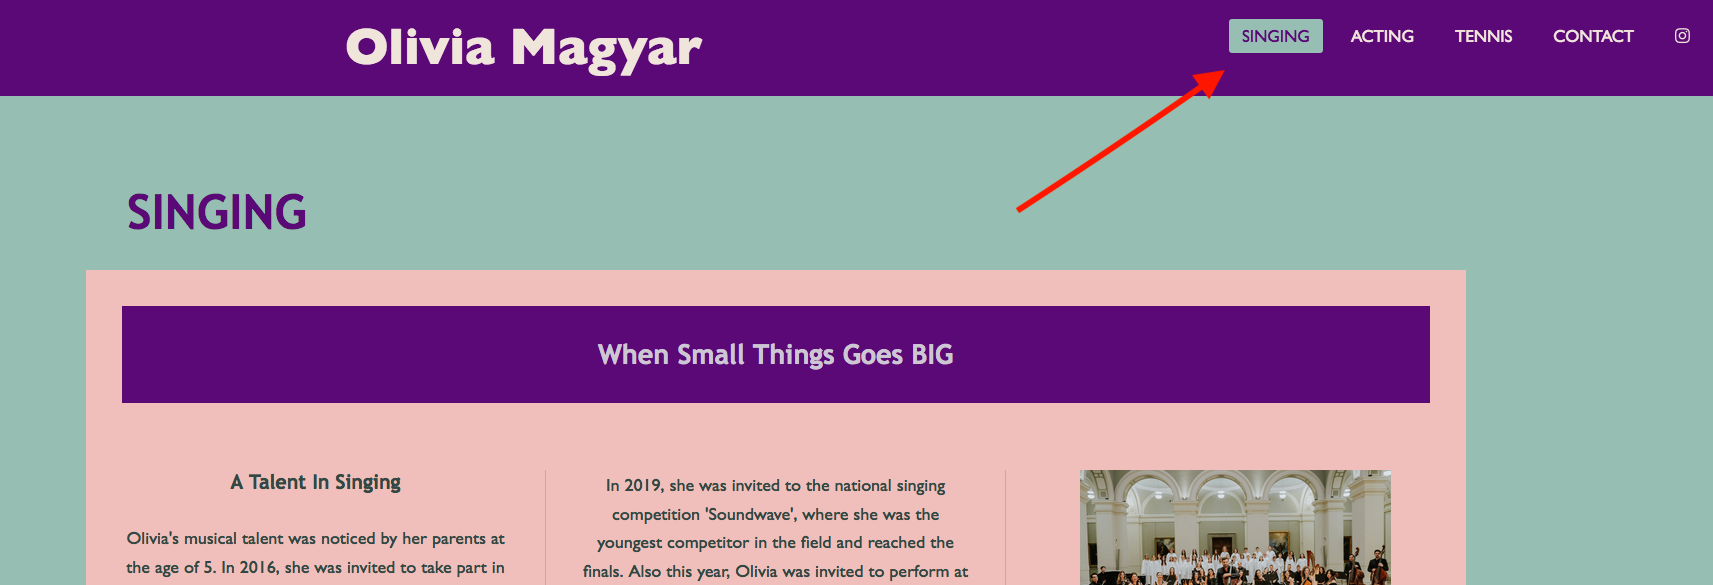 Olivia Magyar
SINGING
ACTING
TENNIS
CONTACT
SINGING
When Small Things Goes BIG
A Talent In Singing
Olivia's musical talent was noticed by her parents at
the age of 5. In 2016, she was invited to take part in
In 2019, she was invited to the national singing
competition 'Soundwave', where she was the
youngest competitor in the field and reached the
finals. Also this year, Olivia was invited to perform at